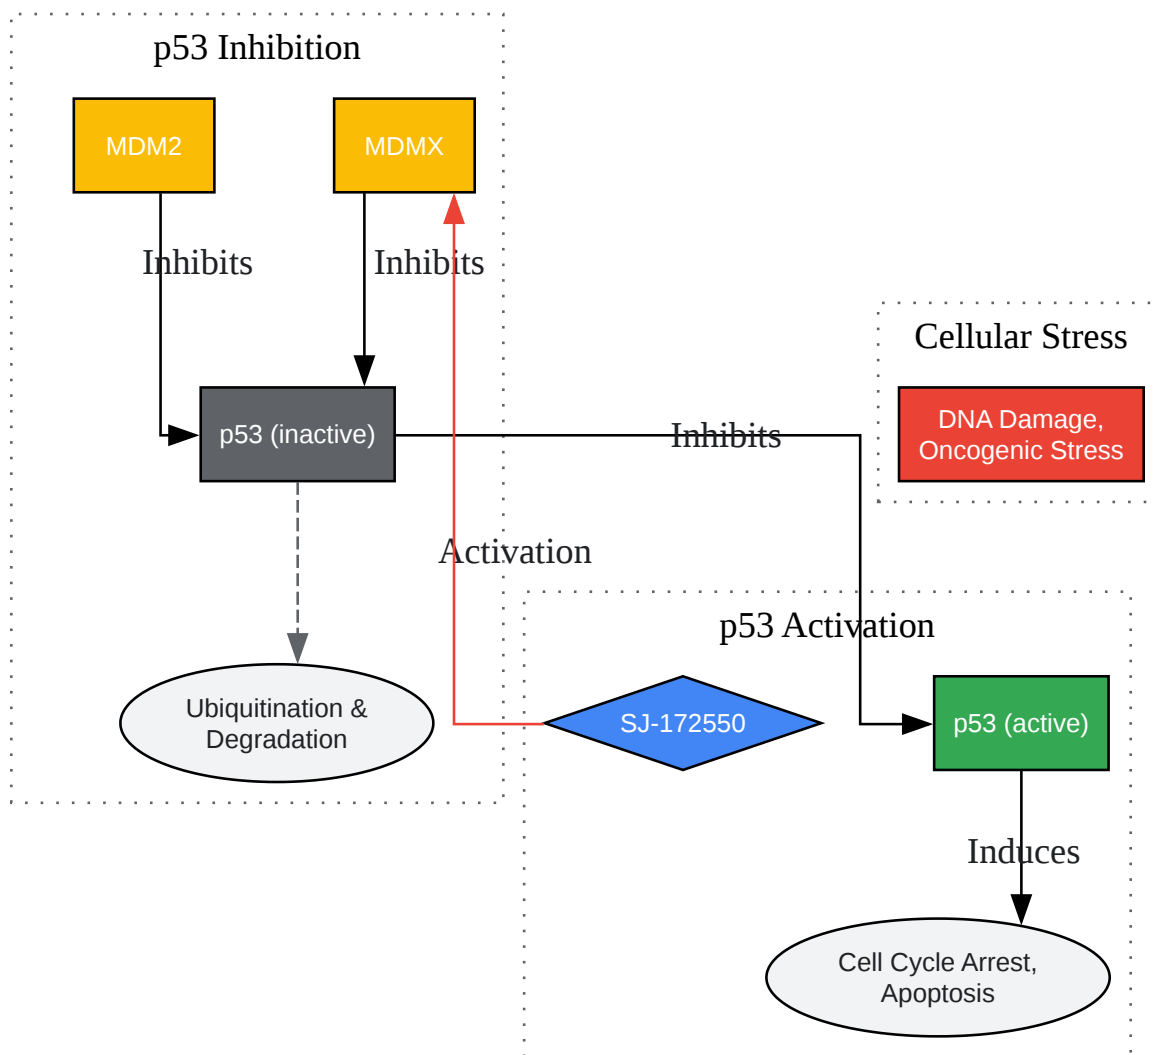 p53 Inhibition
MDM2
MDMX
Inhibits
Inhibits
Cellular Stress
DNA Damage,
Oncogenic Stress
p53 (inactive)
Inhibits
Activation
p53 Activation
Ubiquitination &
Degradation
SJ-172550
p53 (active)
Induces
Cell Cycle Arrest,
Apoptosis